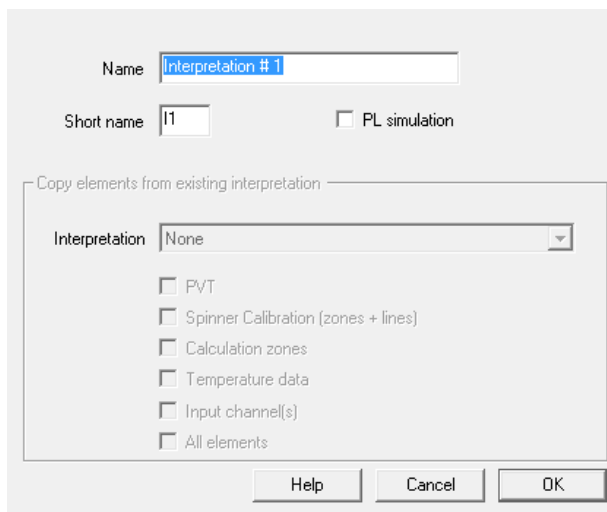 Name Interpretation # 1
Short name I1 PL simulation
Copy elements from existing interpretation
Interpretation None
PVT
Spinner Calibration (zones + lines)
Calculation zones
Temperature data
Input channel(s)
All elements
Help Cancel OK